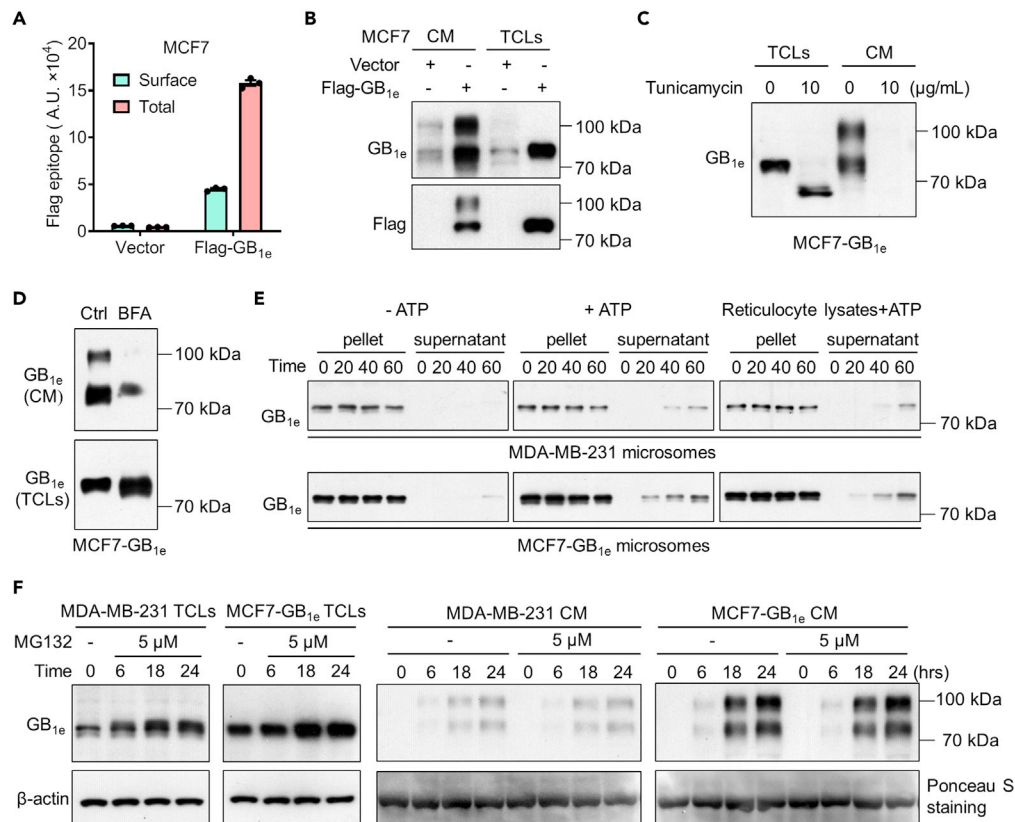 A
Flag epitope ( A.U. ×10⁴)
MCF7
Surface
Total
20
15
10
5
0
Vector
Flag-GB₁ₑ
B
MCF7 CM TCLs
Vector + - + -
Flag-GB₁ₑ - + - +
GB₁ₑ
100 kDa
70 kDa
Flag
100 kDa
70 kDa
C
TCLs CM
Tunicamycin 0 10 0 10 (µg/mL)
GB₁ₑ
100 kDa
70 kDa
MCF7-GB₁ₑ
D
Ctrl BFA
GB₁ₑ
(CM)
100 kDa
70 kDa
GB₁ₑ
(TCLs)
70 kDa
MCF7-GB₁ₑ
E
- ATP + ATP Reticulocyte lysates+ATP
pellet supernatant pellet supernatant pellet supernatant
Time 0 20 40 60 0 20 40 60 0 20 40 60 0 20 40 60 0 20 40 60 0 20 40 60
GB₁ₑ
70 kDa
MDA-MB-231 microsomes
GB₁ₑ
70 kDa
MCF7-GB₁ₑ microsomes
F
MDA-MB-231 TCLs MCF7-GB₁ₑ TCLs MDA-MB-231 CM MCF7-GB₁ₑ CM
MG132 - 5 µM - 5 µM - 5 µM - 5 µM
Time 0 6 18 24 0 6 18 24 0 6 18 24 0 6 18 24 0 6 18 24 0 6 18 24 (hrs)
GB₁ₑ
100 kDa
70 kDa
β-actin
Ponceau S
staining